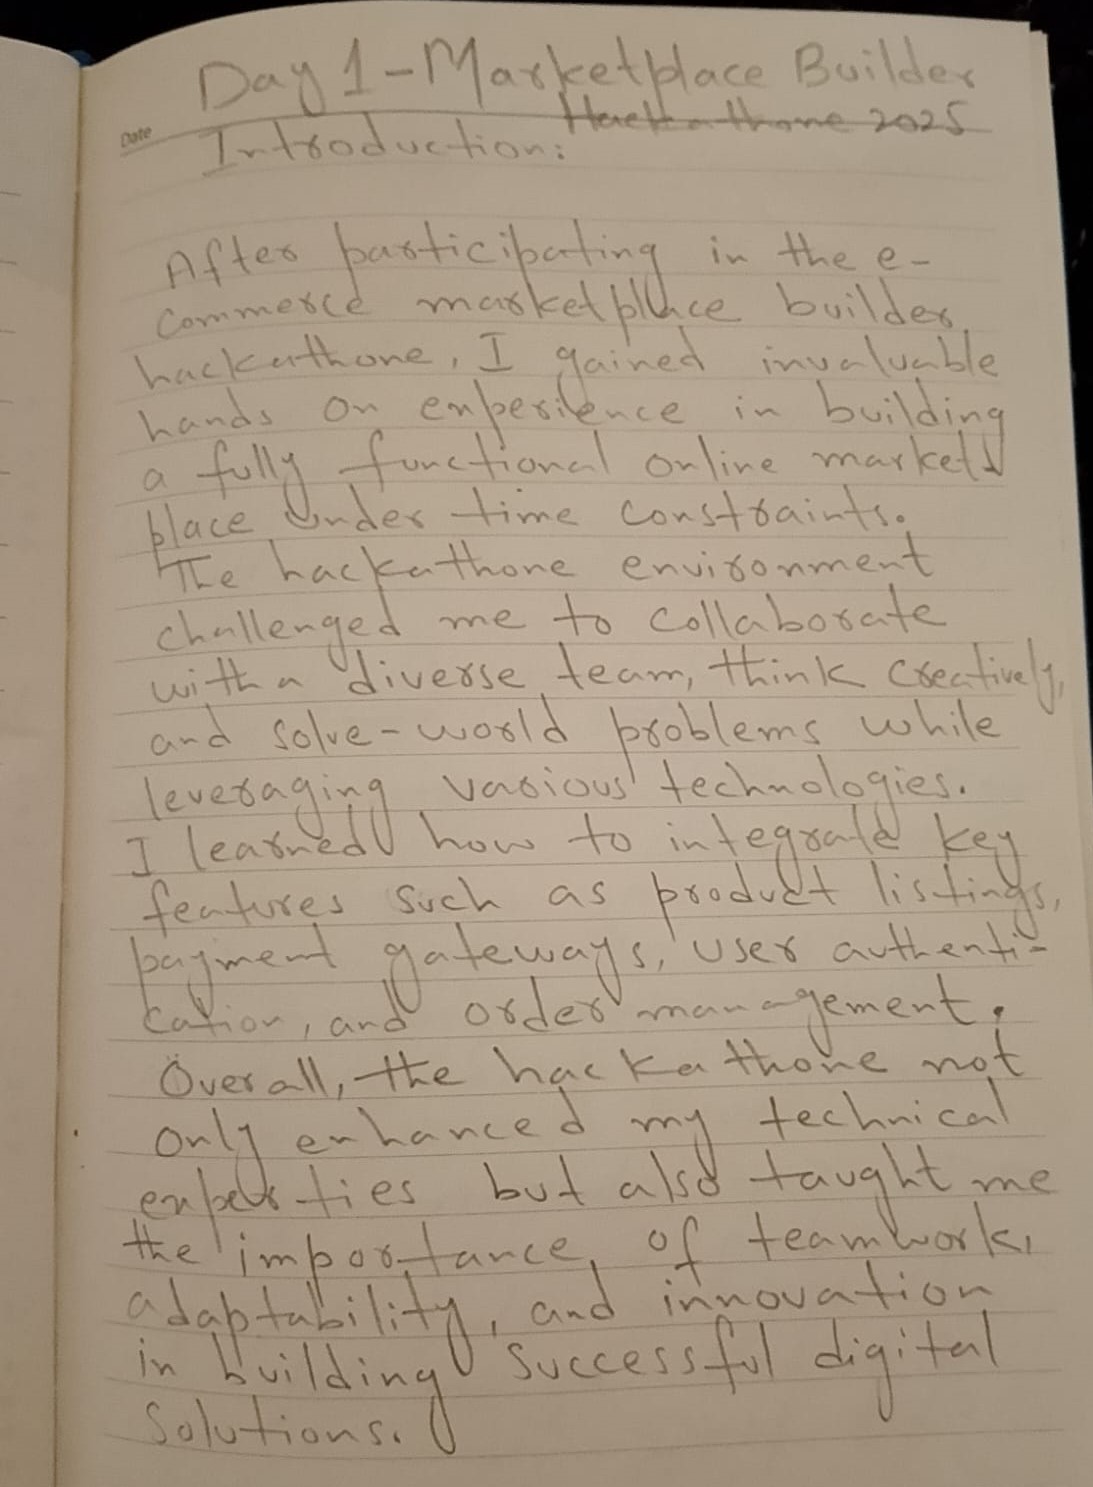 Day 1-Marketplace Builder
Hackathone 2025
Date
Introduction:
After participating in the e-
commerce marketplace builder
hackathone, I gained invaluable
hands on experience in building
a fully functional online market
place under time constraints.
The hackathone environment
challenged me to collaborate
with a diverse team, think creatively,
and solve-world problems while
leveraging various technologies.
I learned how to integrate key
features such as product listings,
payment gateways, user authenti-
cation, and order management.
Overall, the hackathone not
only enhanced my technical
experties but also taught me
the importance of teamwork,
adaptability, and innovation
in building successful digital
Solutions.